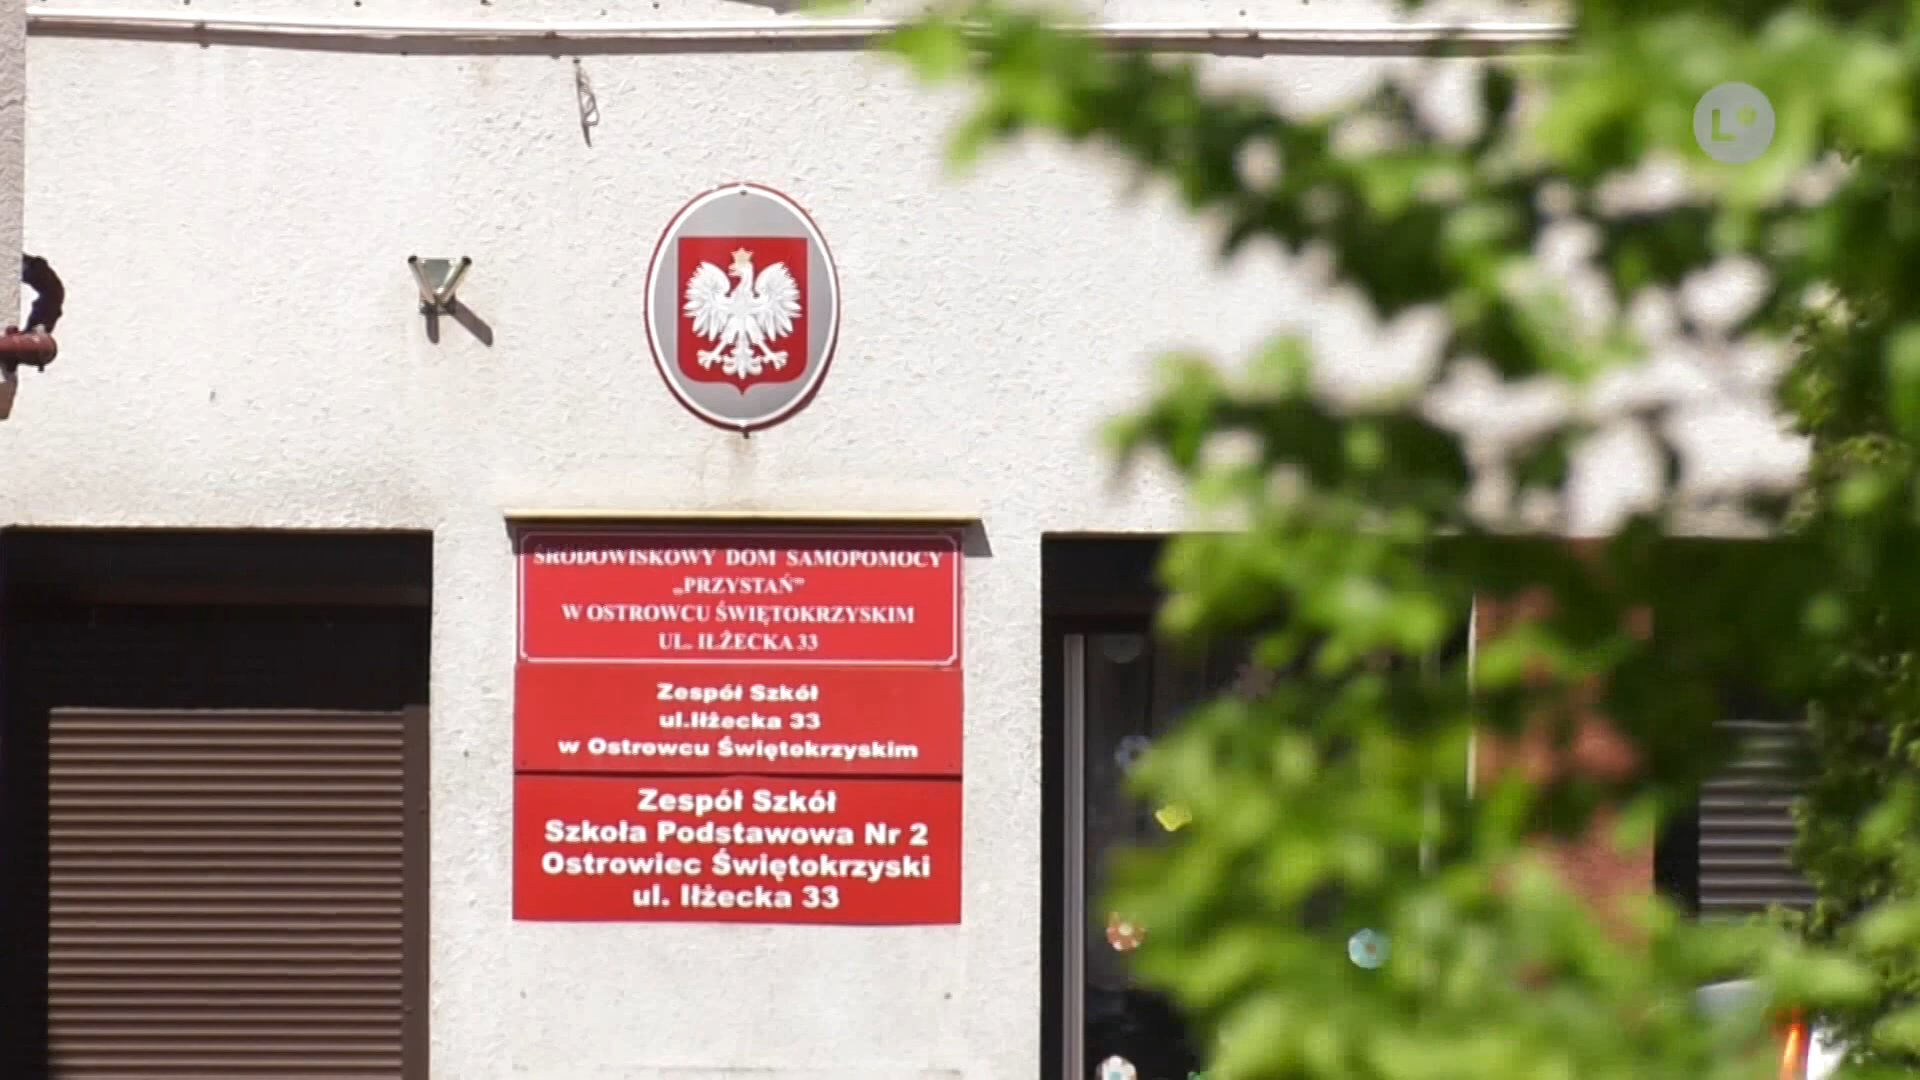 L
ŚRODOWISKOWY DOM SAMOPOMOCY
„PRZYSTAŃ”
W OSTROWCU ŚWIĘTOKRZYSKIM
UL. IŁŻECKA 33
Zespół Szkół
ul.Iłżecka 33
w Ostrowcu Świętokrzyskim
Zespół Szkół
Szkoła Podstawowa Nr 2
Ostrowiec Świętokrzyski
ul. Iłżecka 33